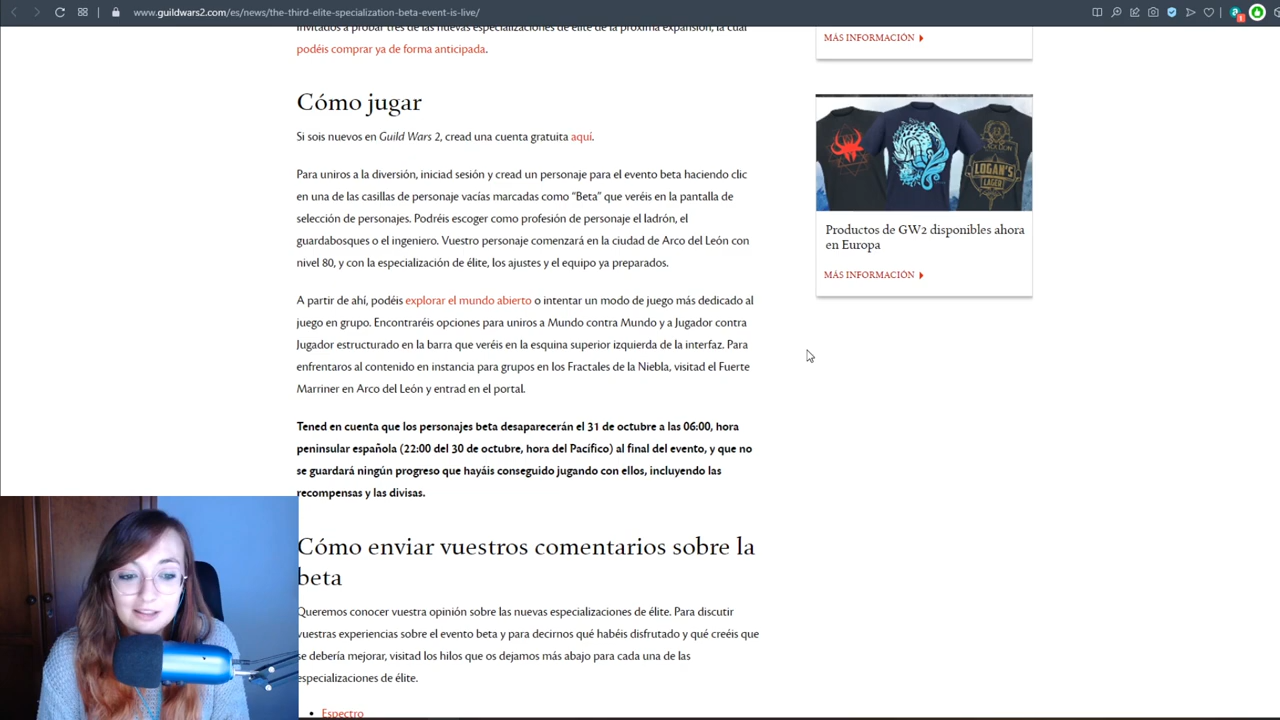 www.guildwars2.com/es/news/the-third-elite-specialization-beta-event-is-live/
invitados a probar tres de las nuevas especializaciones de élite de la próxima expansión, la cual
podéis comprar ya de forma anticipada.
Cómo jugar
Si sois nuevos en Guild Wars 2, cread una cuenta gratuita aquí.
Para uniros a la diversión, iniciad sesión y cread un personaje para el evento beta haciendo clic
en una de las casillas de personaje vacías marcadas como “Beta” que veréis en la pantalla de
selección de personajes. Podréis escoger como profesión de personaje el ladrón, el
guardabosques o el ingeniero. Vuestro personaje comenzará en la ciudad de Arco del León con
nivel 80, y con la especialización de élite, los ajustes y el equipo ya preparados.
A partir de ahí, podéis explorar el mundo abierto o intentar un modo de juego más dedicado al
juego en grupo. Encontraréis opciones para uniros a Mundo contra Mundo y a Jugador contra
Jugador estructurado en la barra que veréis en la esquina superior izquierda de la interfaz. Para
enfrentaros al contenido en instancia para grupos en los Fractales de la Niebla, visitad el Fuerte
Marriner en Arco del León y entrad en el portal.
Tened en cuenta que los personajes beta desaparecerán el 31 de octubre a las 06:00, hora
peninsular española (22:00 del 30 de octubre, hora del Pacífico) al final del evento, y que no
se guardará ningún progreso que hayáis conseguido jugando con ellos, incluyendo las
recompensas y las divisas.
Cómo enviar vuestros comentarios sobre la
beta
Queremos conocer vuestra opinión sobre las nuevas especializaciones de élite. Para discutir
vuestras experiencias sobre el evento beta y para decirnos qué habéis disfrutado y qué creéis que
se debería mejorar, visitad los hilos que os dejamos más abajo para cada una de las
especializaciones de élite.
• Espectro
MÁS INFORMACIÓN
LOGAN'S
LAGER
Productos de GW2 disponibles ahora
en Europa
MÁS INFORMACIÓN